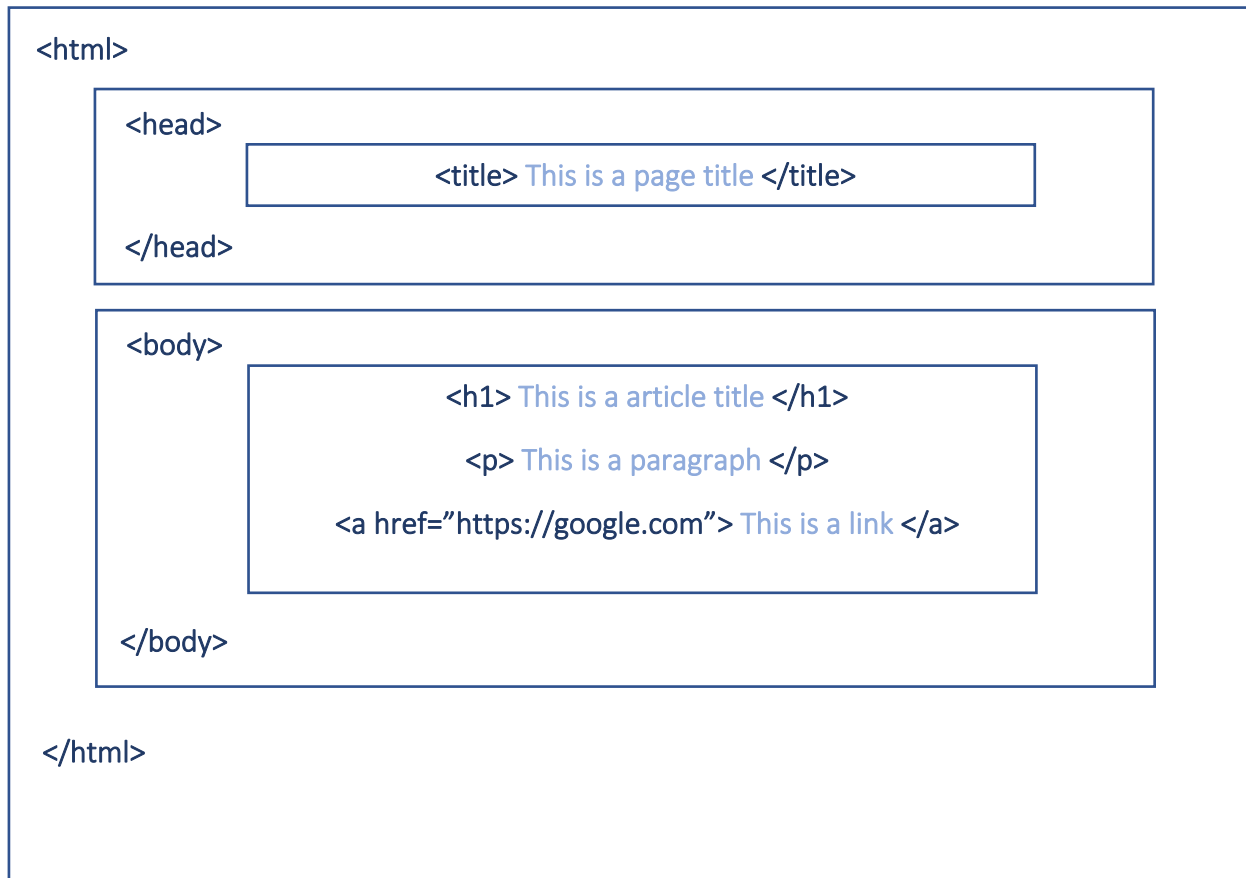 <html>
<head>
<title> This is a page title </title>
</head>
<body>
<h1> This is a article title </h1>
<p> This is a paragraph </p>
<a href=”https://google.com”> This is a link </a>
</body>
</html>